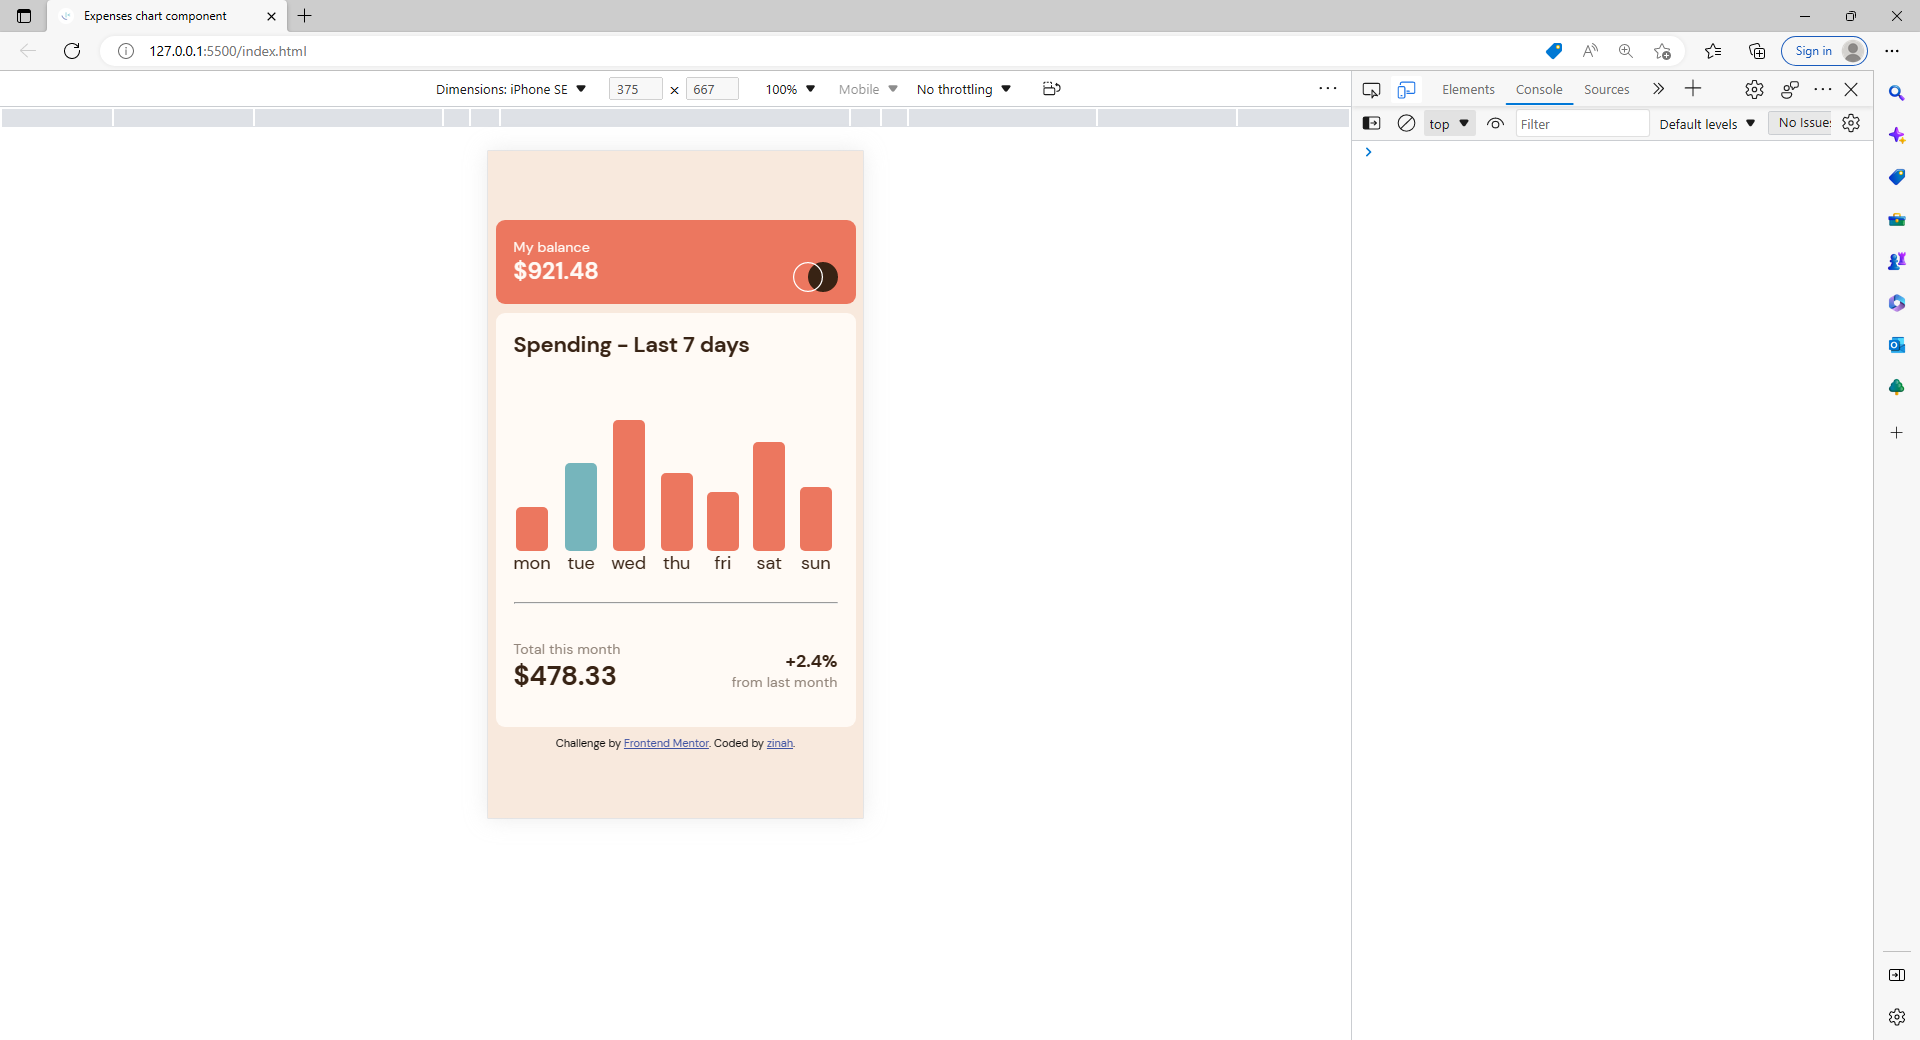 Expenses chart component
127.0.0.1:5500/index.html
Sign in
Dimensions: iPhone SE 375 × 667 100% Mobile No throttling
Elements Console Sources
top Filter Default levels No Issue
My balance
$921.48
Spending - Last 7 days
mon tue wed thu fri sat sun
Total this month
$478.33
+2.4%
from last month
Challenge by Frontend Mentor. Coded by zinah.